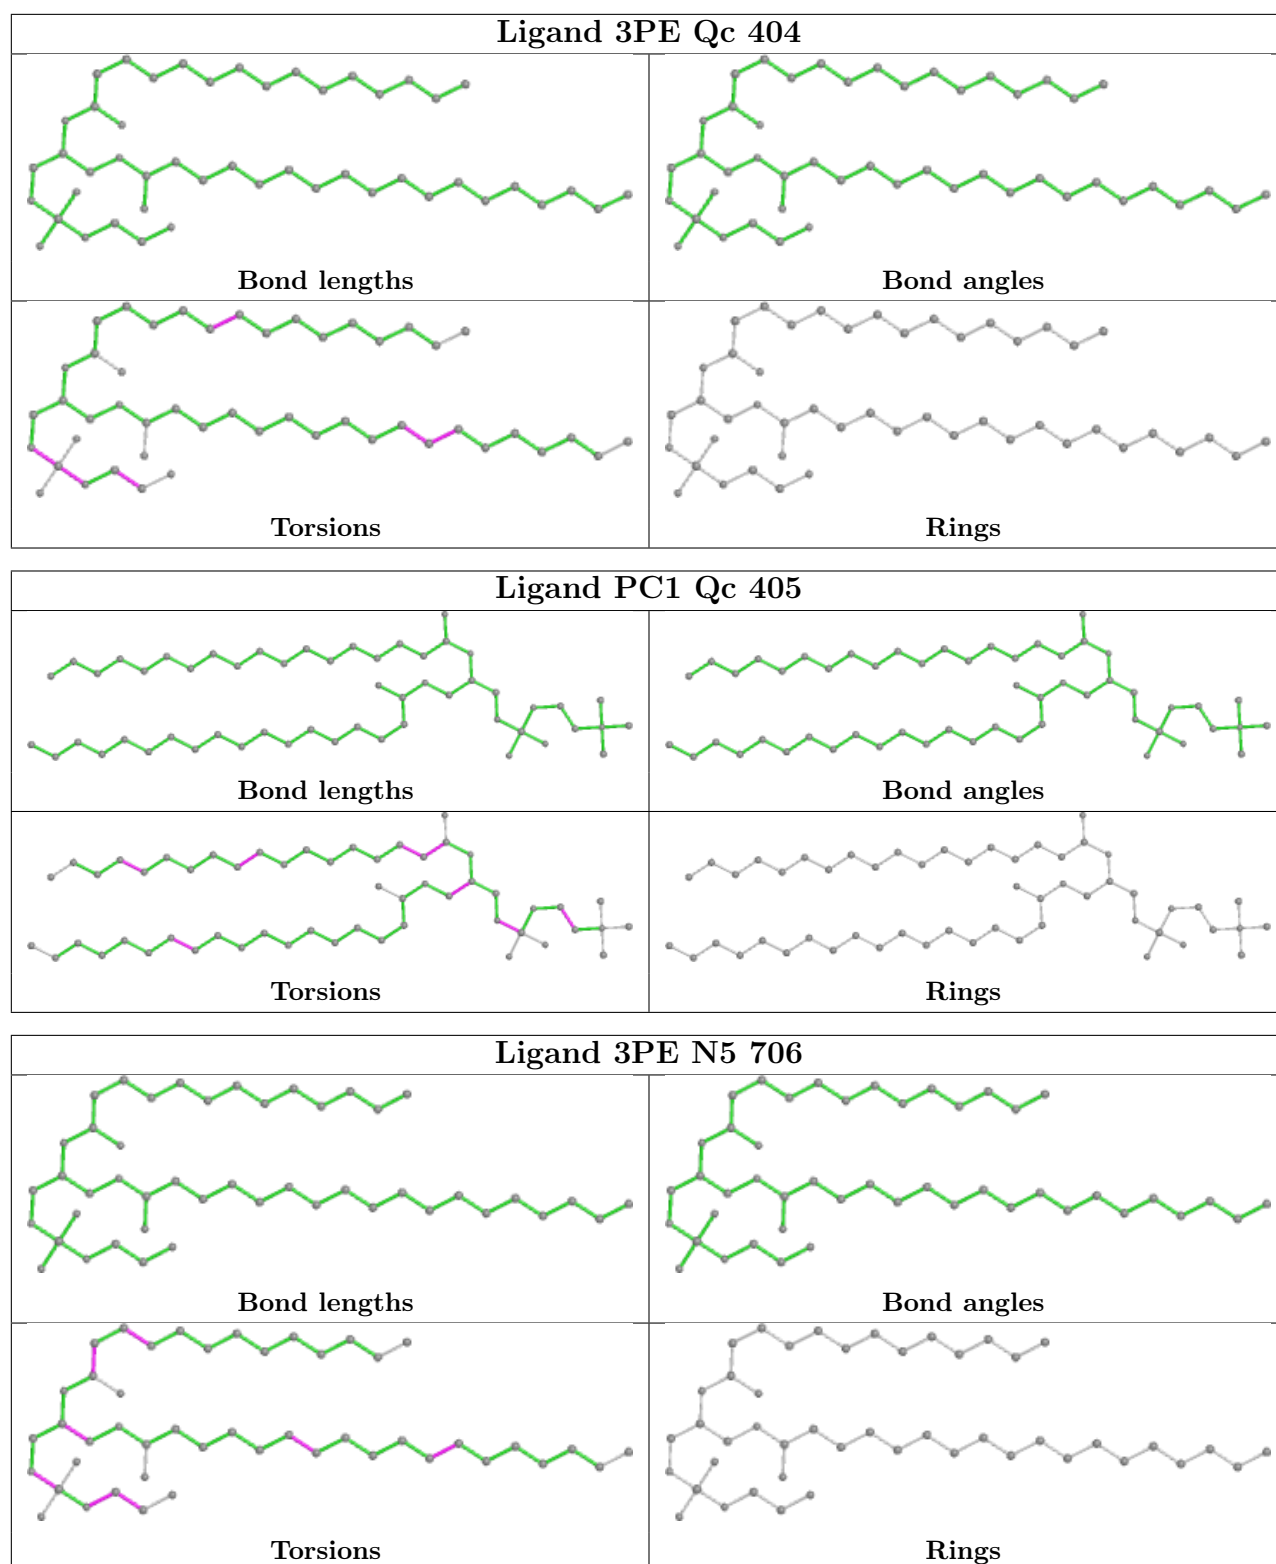 Ligand 3PE Qc 404
Bond lengths Bond angles
Torsions Rings
Ligand PC1 Qc 405
Bond lengths Bond angles
Torsions Rings
Ligand 3PE N5 706
Bond lengths Bond angles
Torsions Rings